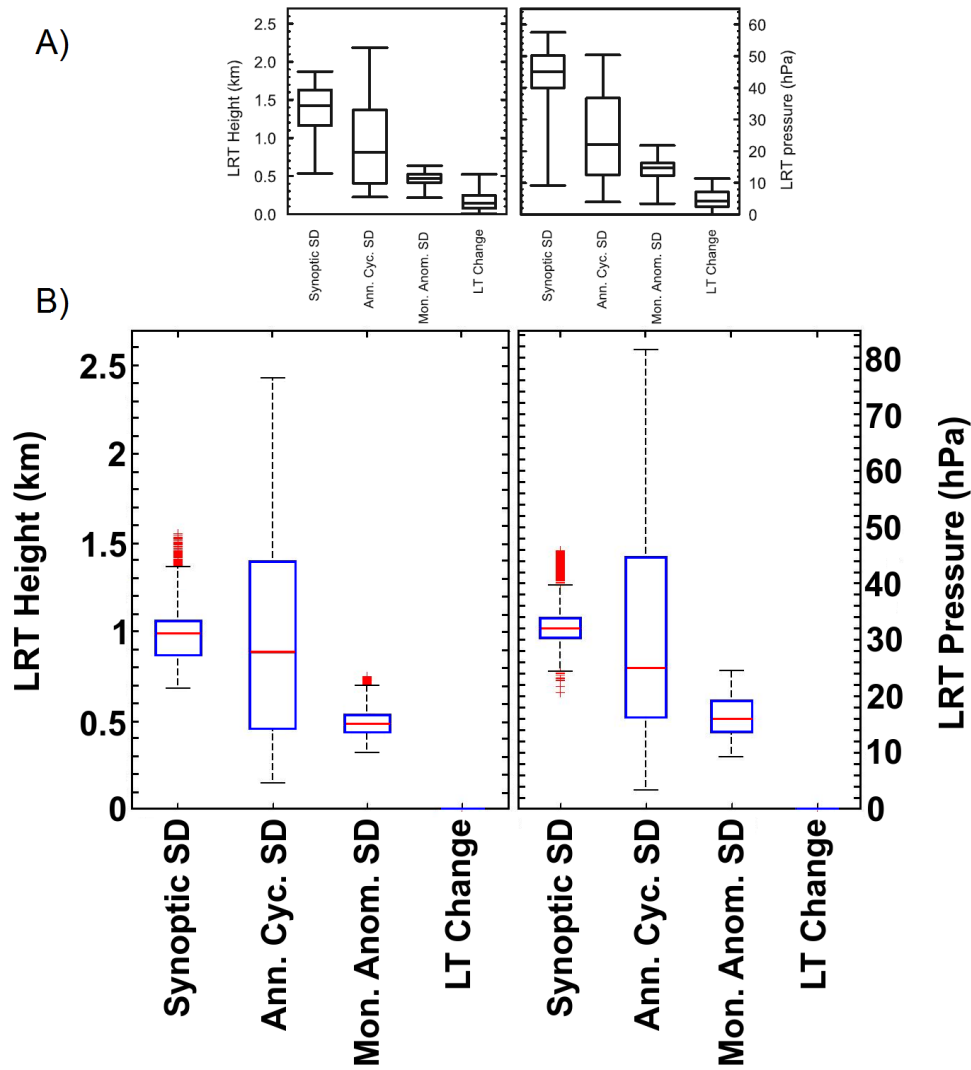 A)
LRT Height (km)
2.5
2.0
1.5
1.0
0.5
0.0
60
50
40
30
20
10
0
LRT pressure (hPa)
Synoptic SD
Ann. Cyc. SD
Mon. Anom. SD
LT Change
Synoptic SD
Ann. Cyc. SD
Mon. Anom. SD
LT Change
B)
LRT Height (km)
2.5
2
1.5
1
0.5
0
80
70
60
50
40
30
20
10
0
LRT Pressure (hPa)
Synoptic SD
Ann. Cyc. SD
Mon. Anom. SD
LT Change
Synoptic SD
Ann. Cyc. SD
Mon. Anom. SD
LT Change